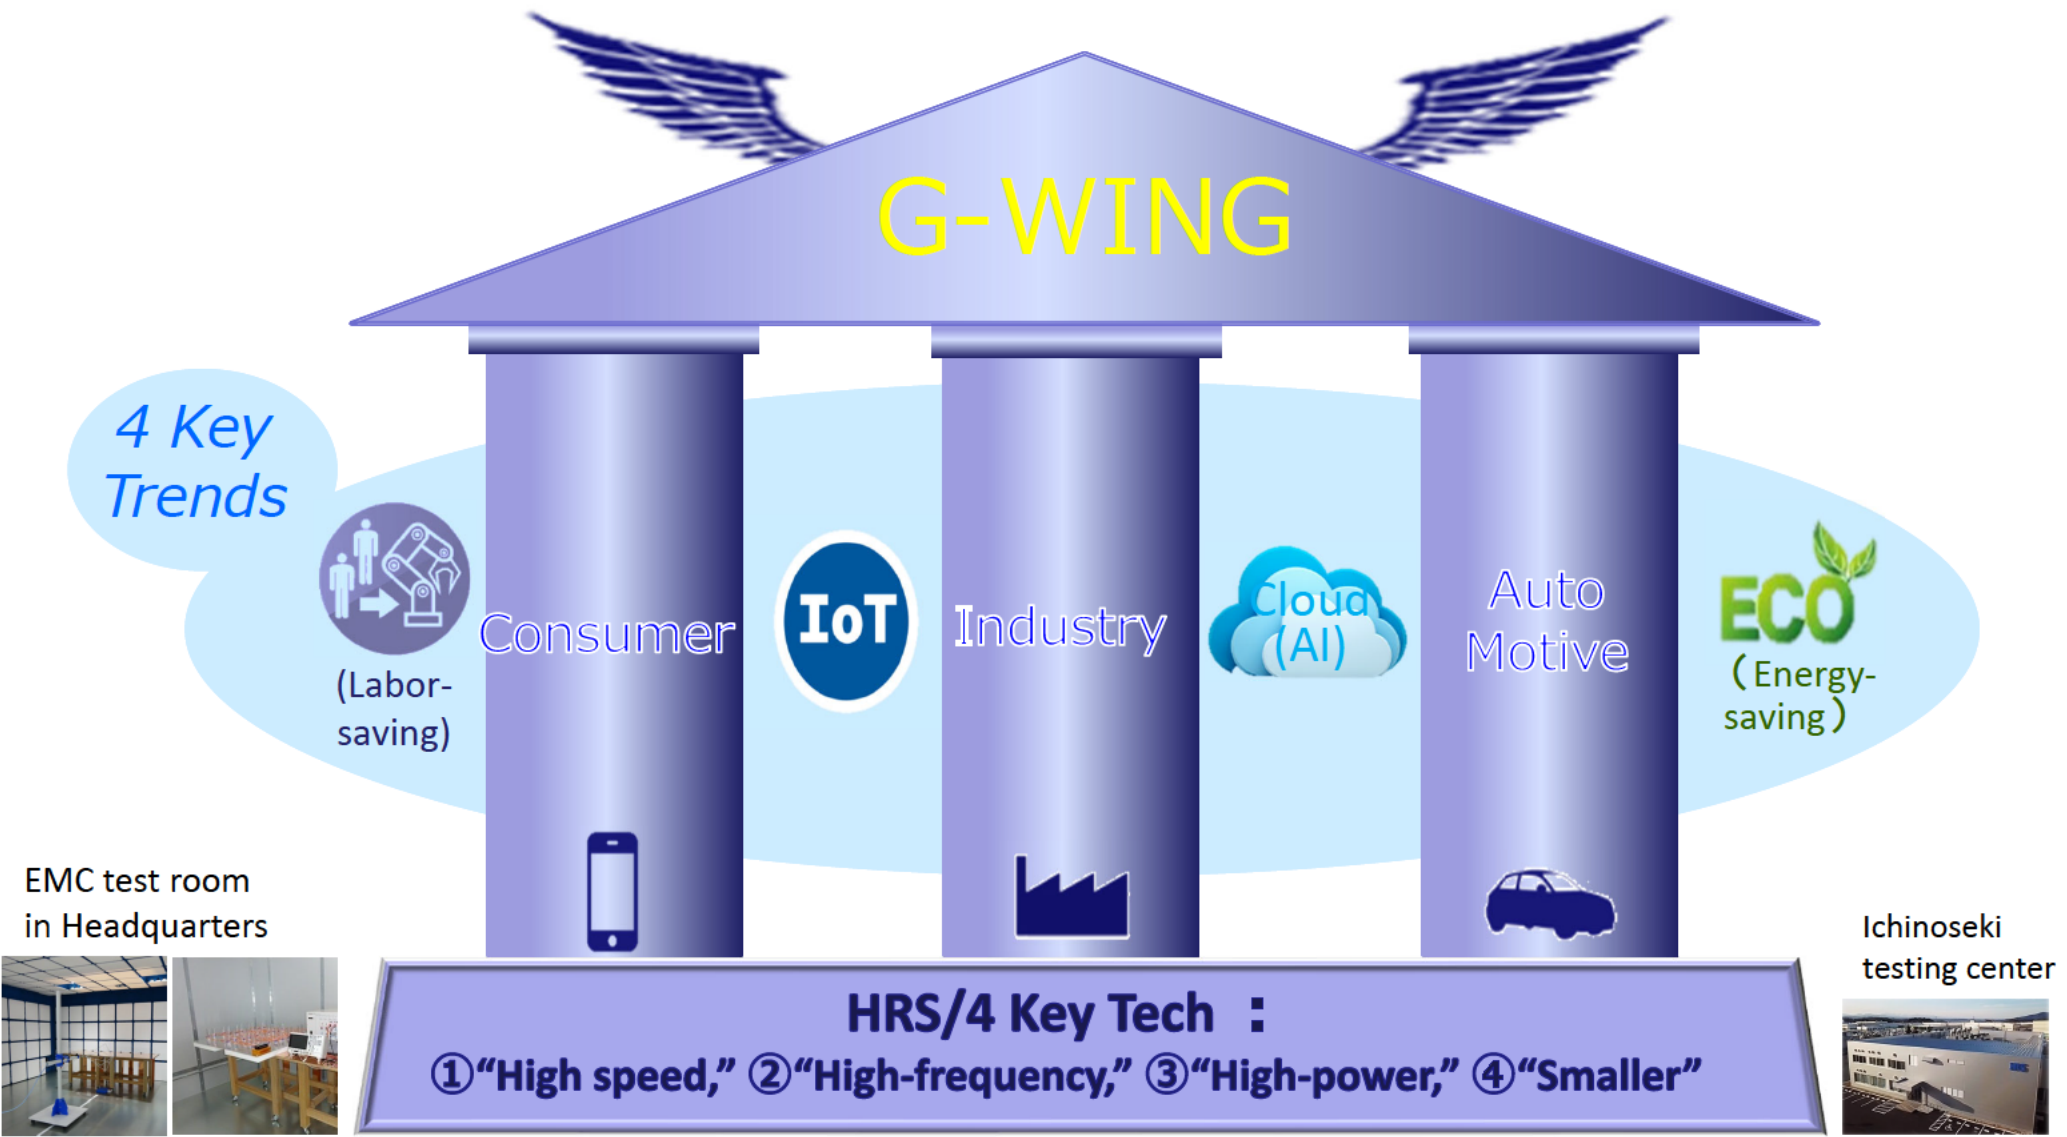 G-WING
4 Key
Trends
(Labor-
saving)
Consumer
IoT
Industry
Cloud
(AI)
Auto
Motive
ECO
(Energy-
saving)
EMC test room
in Headquarters
Ichinoseki
testing center
HRS
HRS/4 Key Tech :
①“High speed,” ②“High-frequency,” ③“High-power,” ④“Smaller”